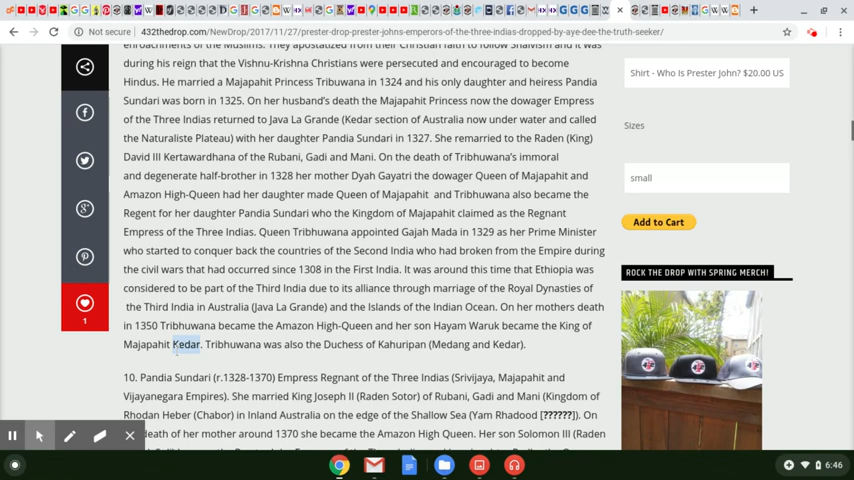 Not secure | 432thedrop.com/NewDrop/2017/11/27/prester-drop-prester-johns-emperors-of-the-three-indias-dropped-by-aye-dee-the-truth-seeker/
encroachments of the Muslims. They apostatized from their Christian faith to follow Shaivism and it was
during his reign that the Vishnu-Krishna Christians were persecuted and encouraged to become
Hindus. He married a Majapahit Princess Tribuwana in 1324 and his only daughter and heiress Pandia
Sundari was born in 1325. On her husband's death the Majapahit Princess now the dowager Empress
of the Three Indias returned to Java La Grande (Kedar section of Australia now under water and called
the Naturaliste Plateau) with her daughter Pandia Sundari in 1327. She remarried to the Raden (King)
David III Kertawardhana of the Rubani, Gadi and Mani. On the death of Tribhuwana's immoral
and degenerate half-brother in 1328 her mother Dyah Gayatri the dowager Queen of Majapahit and
Amazon High-Queen had her daughter made Queen of Majapahit and Tribhuwana also became the
Regent for her daughter Pandia Sundari who the Kingdom of Majapahit claimed as the Regnant
Empress of the Three Indias. Queen Tribhuwana appointed Gajah Mada in 1329 as her Prime Minister
who started to conquer back the countries of the Second India who had broken from the Empire during
the civil wars that had occurred since 1308 in the First India. It was around this time that Ethiopia was
considered to be part of the Third India due to its alliance through marriage of the Royal Dynasties of
the Third India in Australia (Java La Grande) and the Islands of the Indian Ocean. On her mothers death
in 1350 Tribhuwana became the Amazon High-Queen and her son Hayam Waruk became the King of
Majapahit Kedar. Tribhuwana was also the Duchess of Kahuripan (Medang and Kedar).
10. Pandia Sundari (r.1328-1370) Empress Regnant of the Three Indias (Srivijaya, Majapahit and
Vijayanagara Empires). She married King Joseph II (Raden Sotor) of Rubani, Gadi and Mani (Kingdom of
Rhodan Heber (Chabor) in Inland Australia on the edge of the Shallow Sea (Yam Rhadood [??????]). On
death of her mother around 1370 she became the Amazon High Queen. Her son Solomon III (Raden
1
Shirt - Who Is Prester John? $20.00 US
Sizes
small
Add to Cart
ROCK THE DROP WITH SPRING MERCH!
6:46